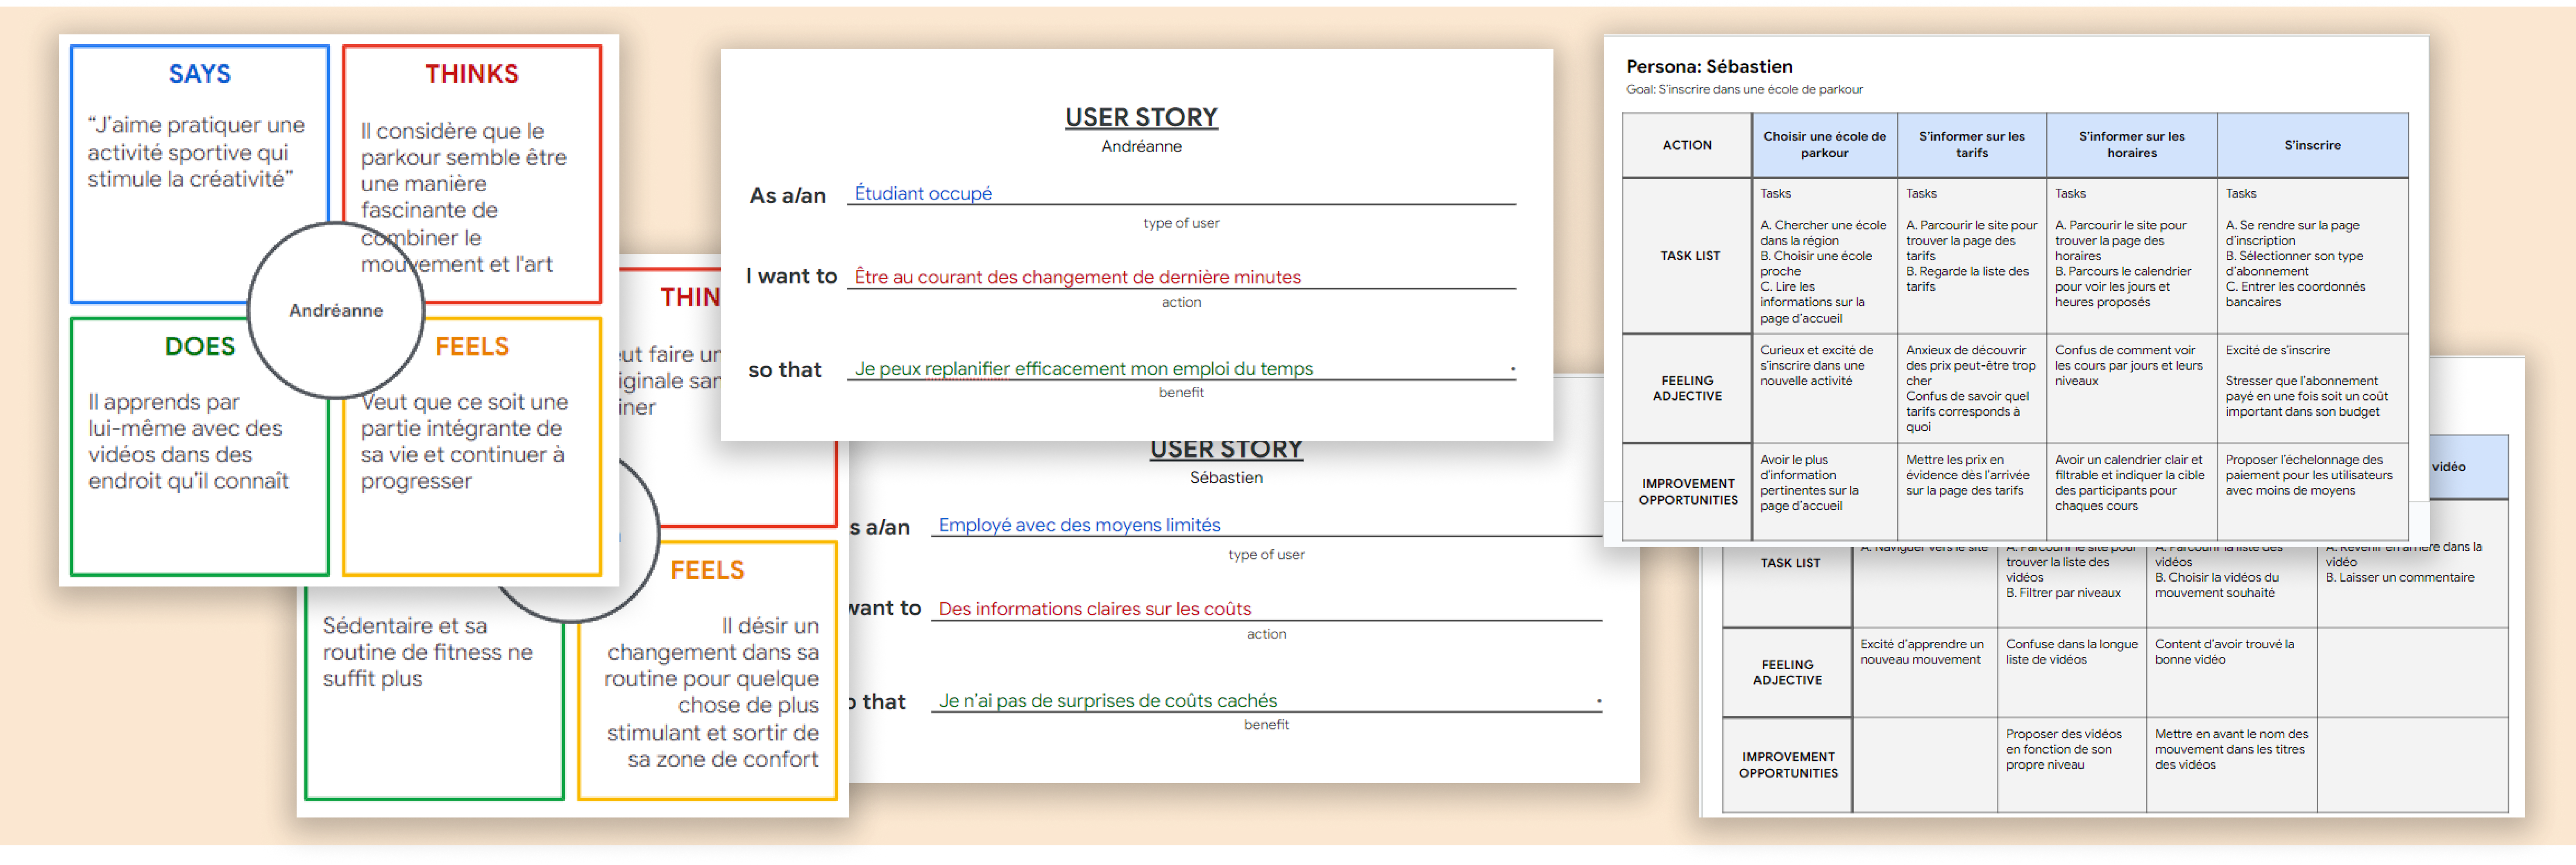 SAYS
“J’aime pratiquer une
activité sportive qui
stimule la créativité”
THINKS
Il considère que le
parkour semble être
une manière
fascinante de
combiner le
mouvement et l'art
Andréanne
DOES
Il apprends par
lui-même avec des
vidéos dans des
endroit qu'il connaît
FEELS
Veut que ce soit une
partie intégrante de
sa vie et continuer à
progresser
Sédentaire et sa
routine de fitness ne
suffit plus
FEELS
Il désir un
changement dans sa
routine pour quelque
chose de plus
stimulant et sortir de
sa zone de confort
USER STORY
Andréanne
As a/an Étudiant occupé
type of user
I want to Être au courant des changement de dernière minutes
action
so that Je peux replanifier efficacement mon emploi du temps .
benefit
USER STORY
Sébastien
a/an Employé avec des moyens limités
type of user
want to Des informations claires sur les coûts
action
that Je n’ai pas de surprises de coûts cachés .
benefit
Persona: Sébastien
Goal: S’inscrire dans une école de parkour
ACTION
Choisir une école de
parkour
S’informer sur les
tarifs
S’informer sur les
horaires
S’inscrire
TASK LIST
Tasks
A. Chercher une école
dans la région
B. Choisir une école
proche
C. Lire les
informations sur la
page d’accueil
Tasks
A. Parcourir le site pour
trouver la page des
tarifs
B. Regarde la liste des
tarifs
Tasks
A. Parcourir le site pour
trouver la page des
horaires
B. Parcours le calendrier
pour voir les jours et
heures proposés
Tasks
A. Se rendre sur la page
d’inscription
B. Sélectionner son type
d’abonnement
C. Entrer les coordonnés
bancaires
FEELING
ADJECTIVE
Curieux et excité de
s’inscrire dans une
nouvelle activité
Anxieux de découvrir
des prix peut-être trop
cher
Confus de savoir quel
tarifs corresponds à
quoi
Confus de comment voir
les cours par jours et leurs
niveaux
Excité de s’inscrire
Stresser que l’abonnement
payé en une fois soit un coût
important dans son budget
IMPROVEMENT
OPPORTUNITIES
Avoir le plus
d’information
pertinentes sur la
page d’accueil
Mettre les prix en
évidence dès l’arrivée
sur la page des tarifs
Avoir un calendrier clair et
filtrable et indiquer la cible
des participants pour
chaques cours
Proposer l’échelonnage des
paiement pour les utilisateurs
avec moins de moyens
vidéo
TASK LIST
A. Naviguer vers le site
A. Parcourir le site pour
trouver la liste des
vidéos
B. Filtrer par niveaux
A. Parcourir la liste des
vidéos
B. Choisir la vidéos du
mouvement souhaité
A. Revenir en arrière dans la
vidéo
B. Laisser un commentaire
FEELING
ADJECTIVE
Excité d’apprendre un
nouveau mouvement
Confuse dans la longue
liste de vidéos
Content d’avoir trouvé la
bonne vidéo
IMPROVEMENT
OPPORTUNITIES
Proposer des vidéos
en fonction de son
propre niveau
Mettre en avant le nom des
mouvement dans les titres
des vidéos